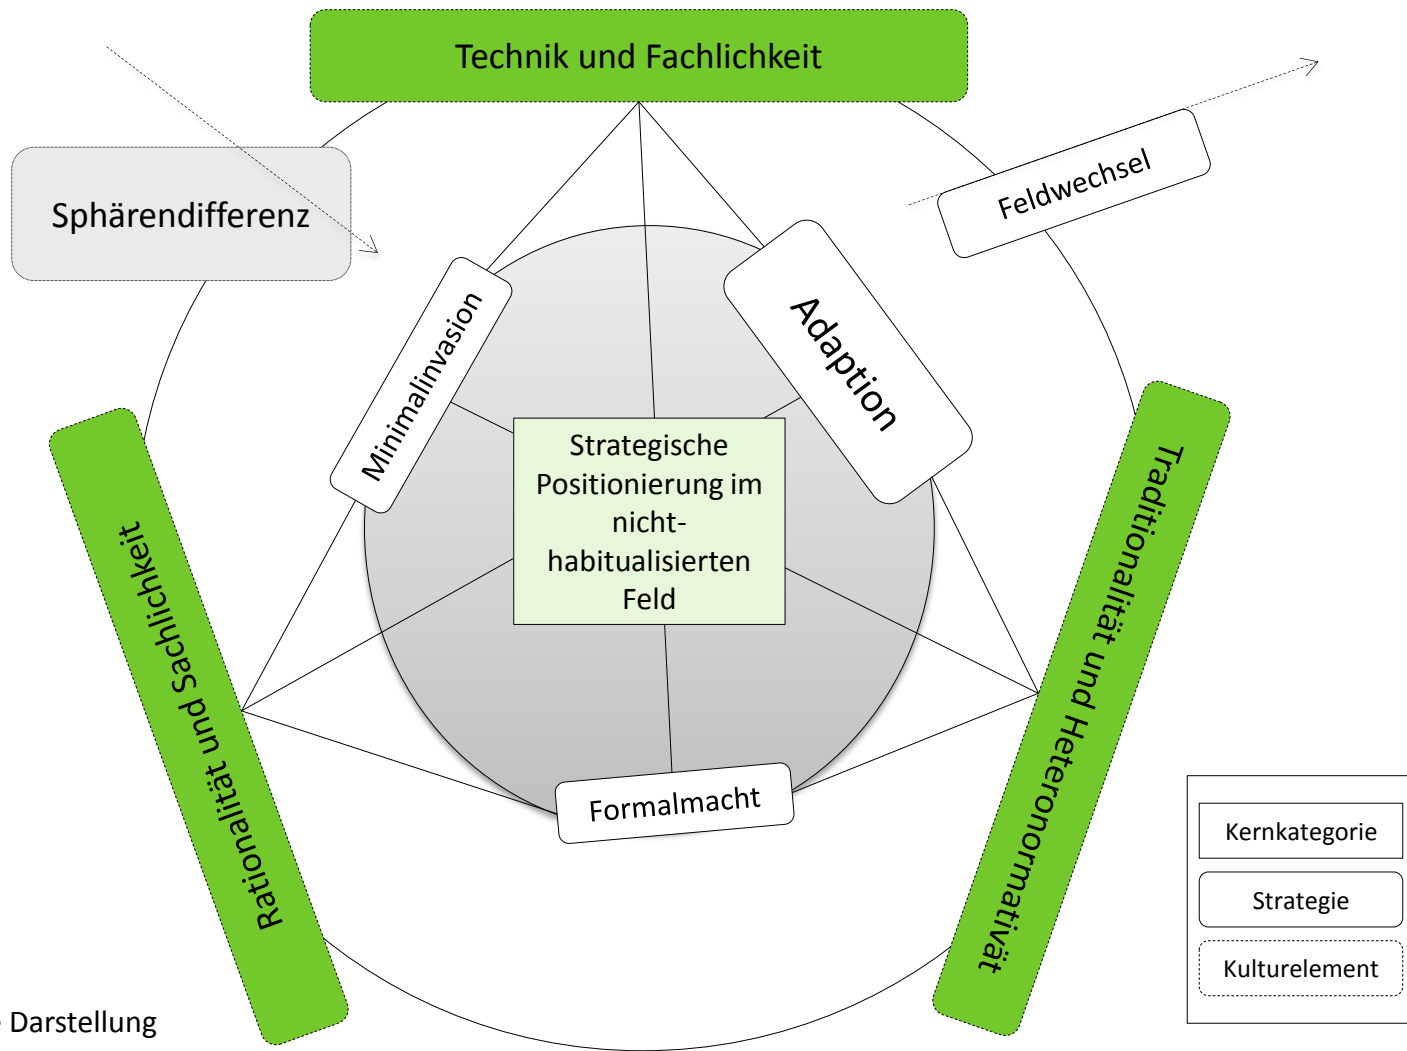 Technik und Fachlichkeit
Sphärendifferenz
Feldwechsel
Minimalinvasion
Adaption
Strategische
Positionierung im
nicht-
habitualisierten
Feld
Rationalität und Sachlichkeit
Traditionalität und Heteronormativät
Formalmacht
Kernkategorie
Strategie
Kulturelement
e Darstellung